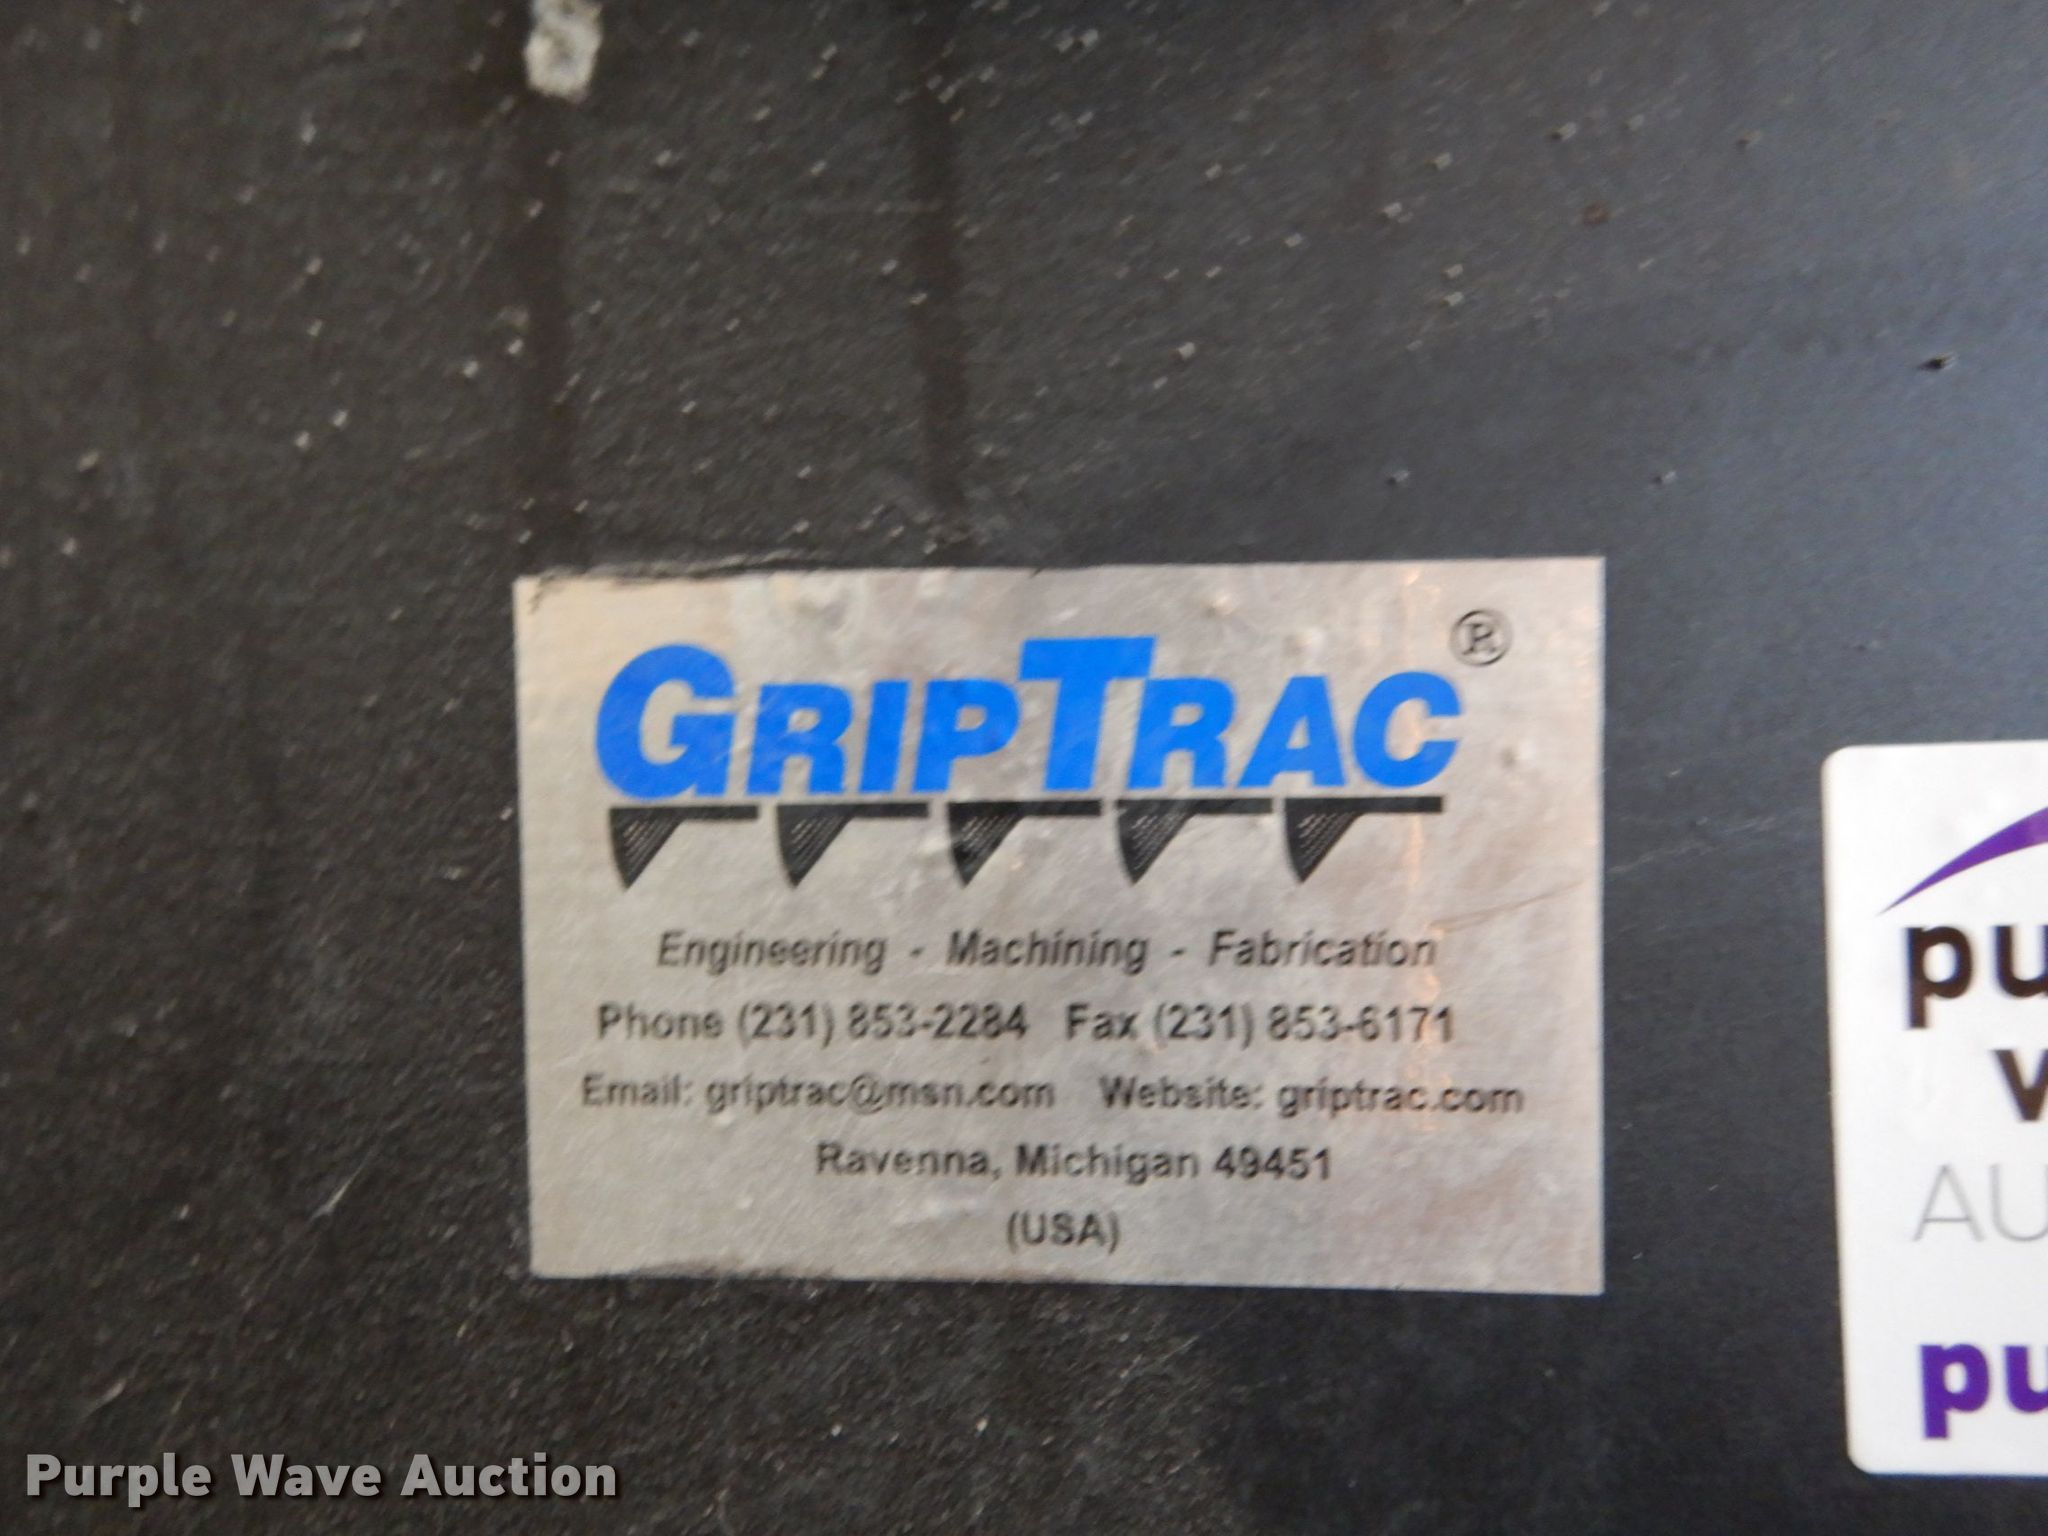 GRIPTRAC ®
Engineering - Machining - Fabrication
Phone (231) 853-2284 Fax (231) 853-6171
Email: griptrac@msn.com Website: griptrac.com
Ravenna, Michigan 49451
(USA)
pu
v
AU
pu
Purple Wave Auction